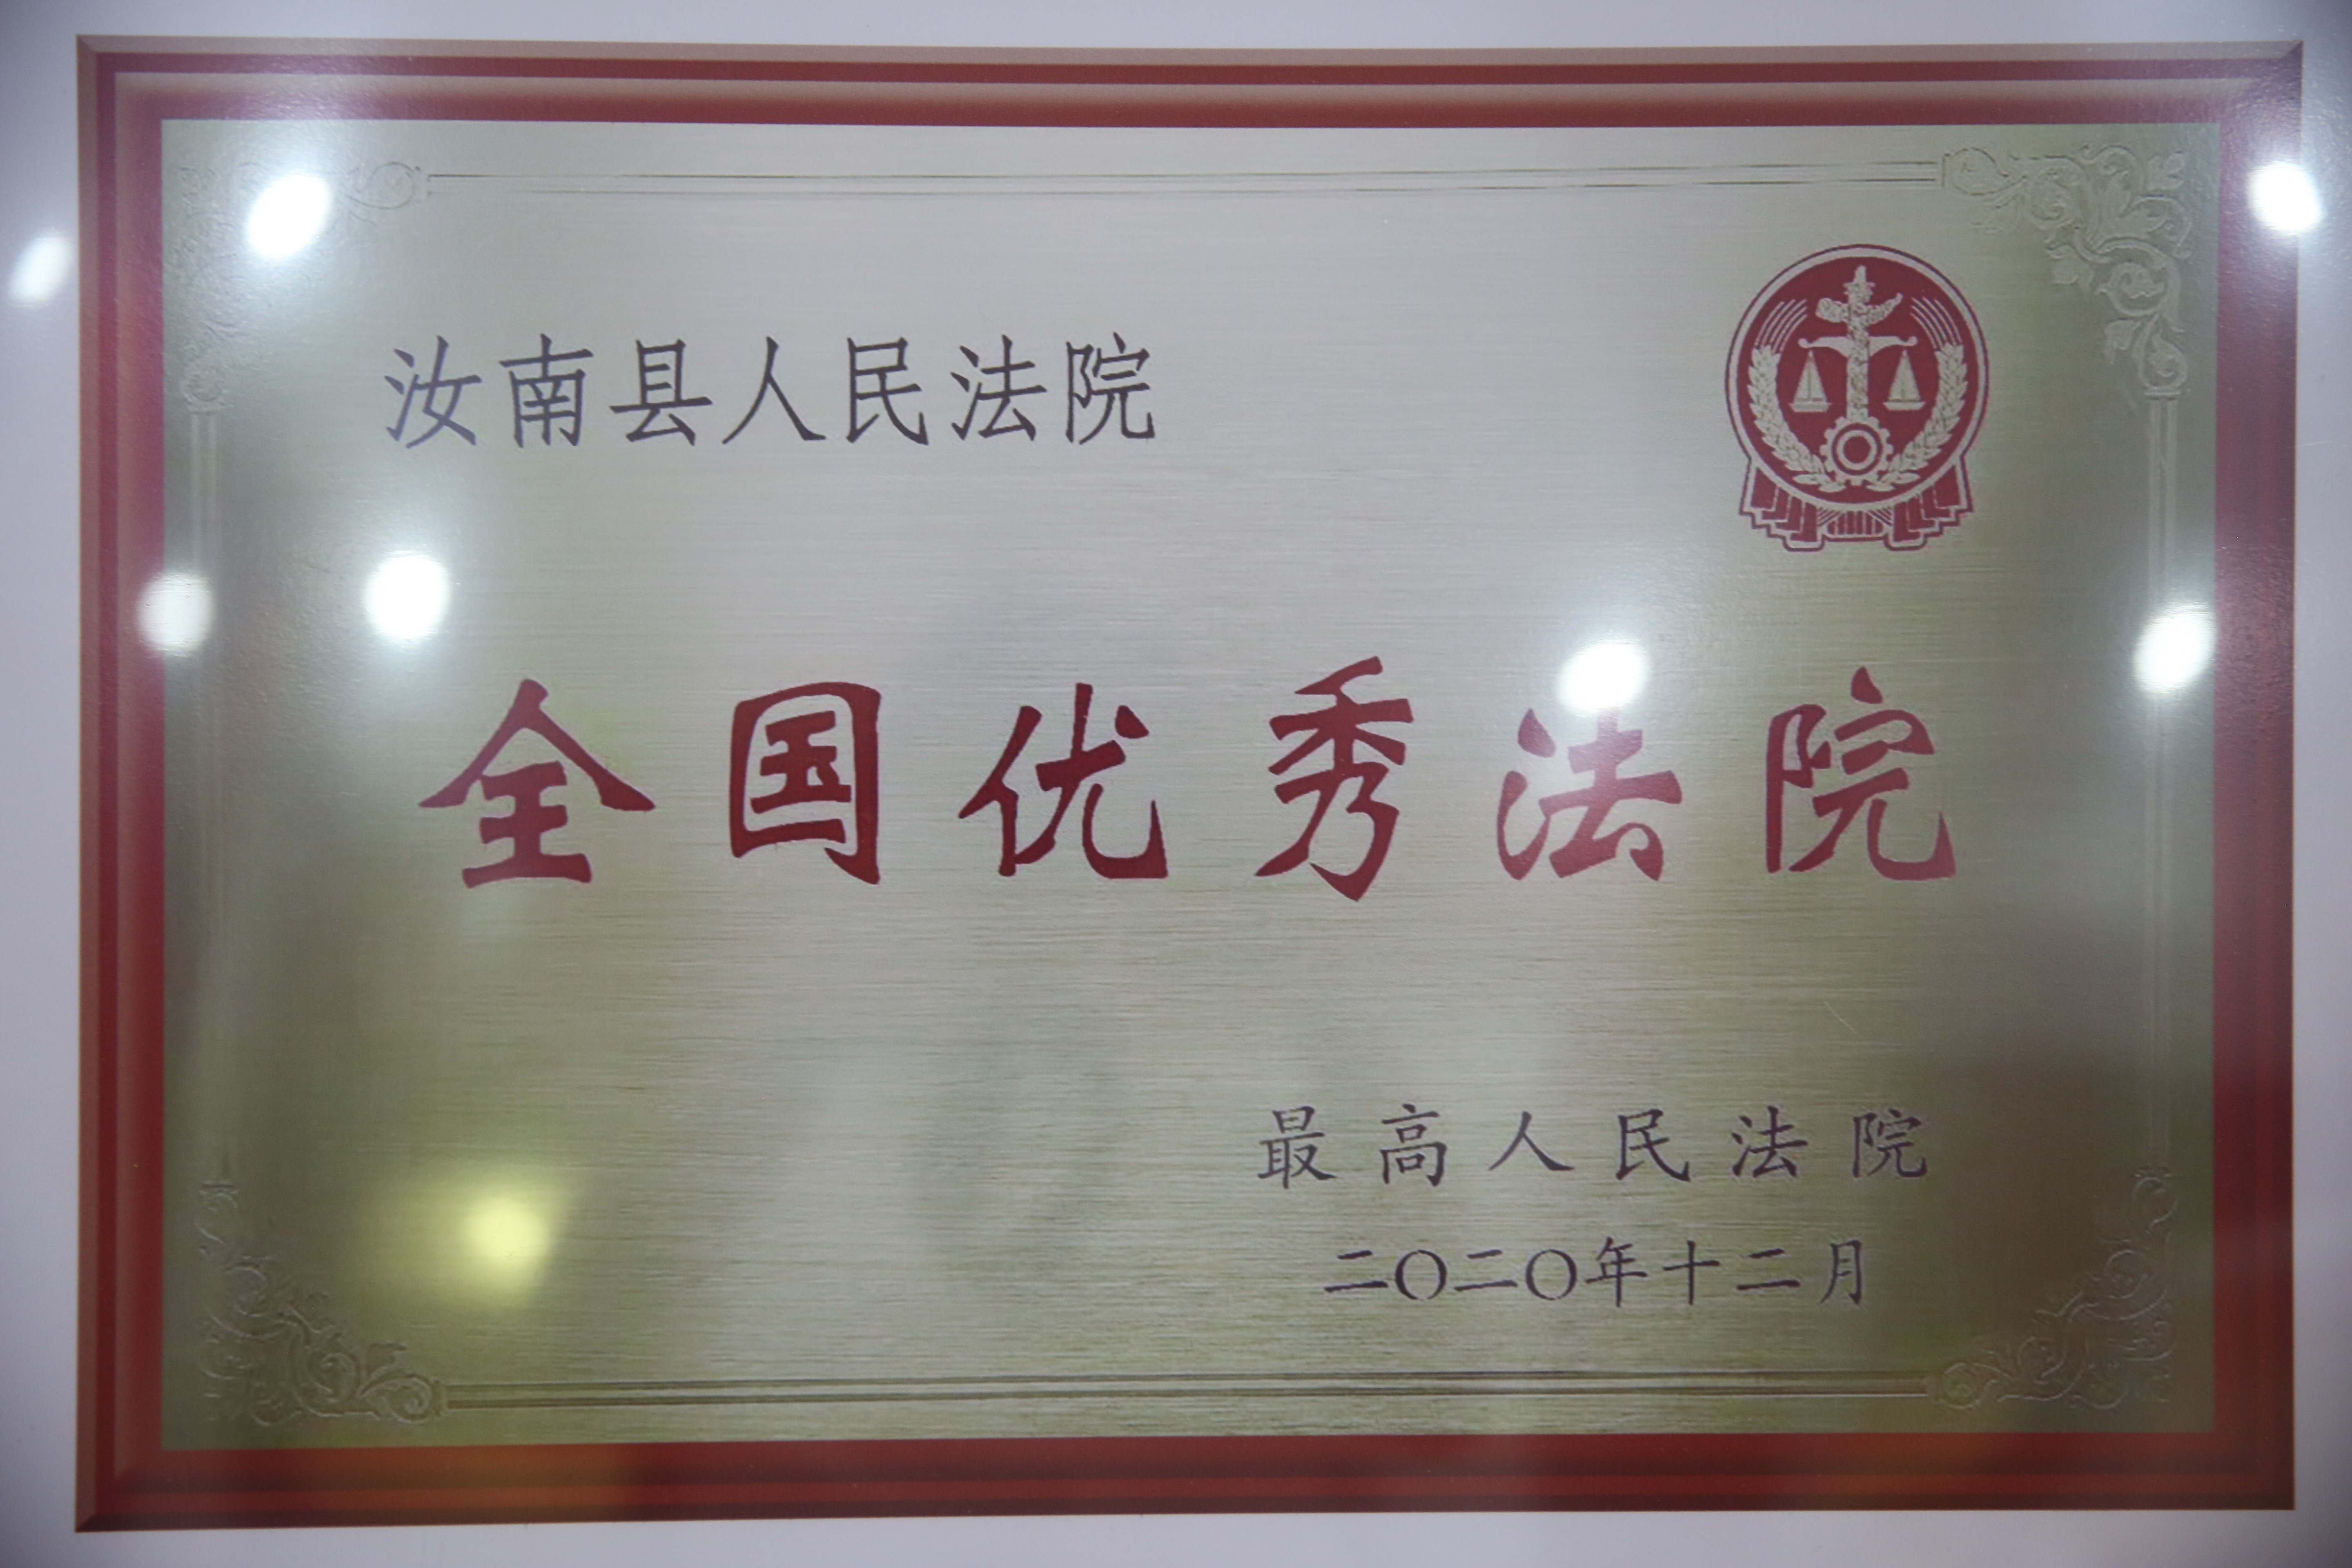 汝南县人民法院
全国优秀法院
最高人民法院
二〇二〇年十二月